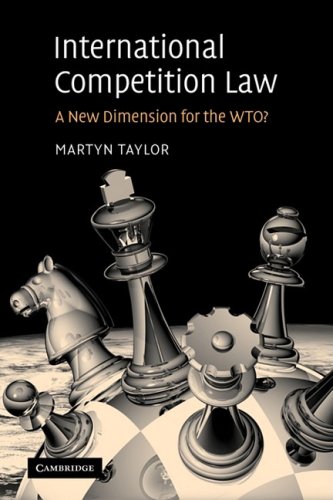 International
Competition Law
A New Dimension for the WTO?
MARTYN TAYLOR
CAMBRIDGE